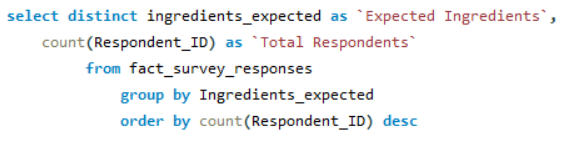 select distinct ingredients_expected as `Expected Ingredients`,
count(Respondent_ID) as `Total Respondents`
from fact_survey_responses
group by Ingredients_expected
order by count(Respondent_ID) desc